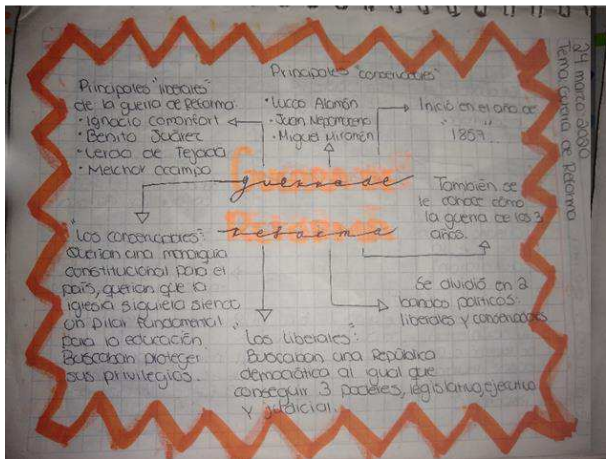 24 marzo 2020
Tema: Guerra de Reforma
Principales "liberales"
de la guerra de Reforma:
• Ignacio Comonfort
• Benito Juárez
• Lerdo de Tejada
• Melchor Ocampo
Principales "conservadores"
• Lucas Alamán
• Juan Nepomuceno
• Miguel Miramón
Inició en el año de
"1857"
Guerra de
Reforma
guerra de
reforma
También se
le conoce cómo
la guerra de los 3
años.
Se dividió en 2
bandos políticos:
liberales y conservadores
"Los conservadores":
Querían una monarquía
constitucional para el
país, querían que la
iglesia siguiera siendo
un pilar fundamental
para la educación.
Buscaban proteger
sus privilegios.
"Los liberales":
Buscaban una República
democrática al igual que
conseguir 3 poderes, legislativo, ejecutivo
y judicial.